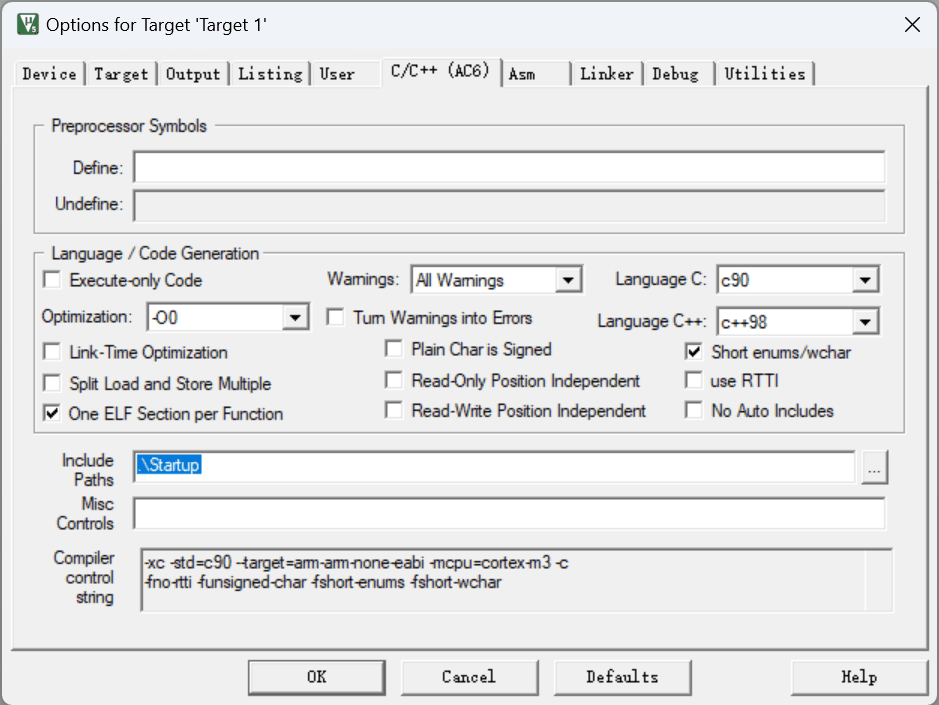 Options for Target 'Target 1'
Device Target Output Listing User C/C++ (AC6) Asm Linker Debug Utilities
Preprocessor Symbols
Define:
Undefine:
Language / Code Generation
Execute-only Code Warnings: All Warnings Language C: c90
Optimization: -O0 Turn Warnings into Errors Language C++: c++98
Link-Time Optimization Plain Char is Signed Short enums/wchar
Split Load and Store Multiple Read-Only Position Independent use RTTI
One ELF Section per Function Read-Write Position Independent No Auto Includes
Include
Paths
.\Startup
...
Misc
Controls
Compiler
control
string
-xc -std=c90 --target=arm-arm-none-eabi -mcpu=cortex-m3 -c
-fno-rtti -funsigned-char -fshort-enums -fshort-wchar
OK Cancel Defaults Help